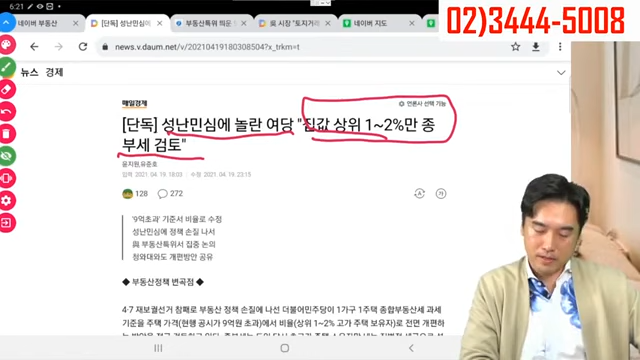 6:21
02)3444-5008
네이버 부동산
[단독] 성난민심에
부동산특위 띄운
與 시장 "토지거리
네이버 지도
news.v.daum.net/v/20210419180308504?x_trkm=t
뉴스 경제
매일경제
언론사 선택 기능
[단독] 성난민심에 놀란 여당 "집값 상위 1~2%만 종
부세 검토"
윤지원,유준호
입력 2021. 04. 19. 18:03 · 수정 2021. 04. 19. 23:15
128
272
'9억초과' 기준서 비율로 수정
성난민심에 정책 손질 나서
與 부동산특위서 집중 논의
청와대와도 개편방안 공유
◆ 부동산정책 변곡점 ◆
4·7 재보궐선거 참패로 부동산 정책 손질에 나선 더불어민주당이 1가구 1주택 종합부동산세 과세
기준을 주택 가격(현행 공시가 9억원 초과)에서 비율(상위 1~2% 고가 주택 보유자)로 전면 개편하